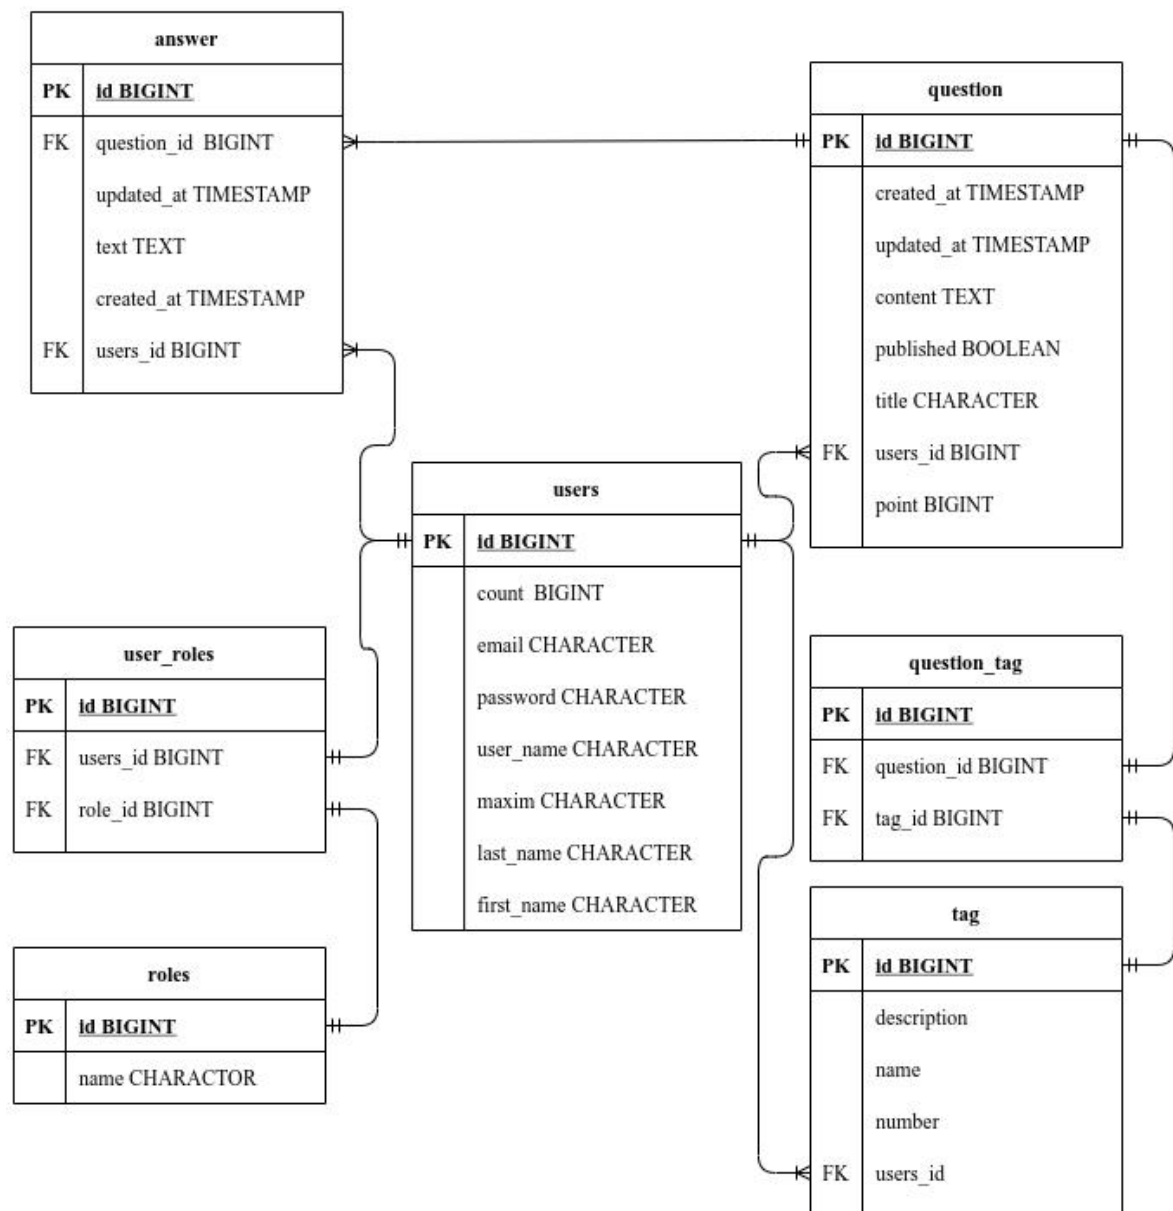 answer
PK id BIGINT
FK question_id BIGINT
updated_at TIMESTAMP
text TEXT
created_at TIMESTAMP
FK users_id BIGINT
question
PK id BIGINT
created_at TIMESTAMP
updated_at TIMESTAMP
content TEXT
published BOOLEAN
title CHARACTER
FK users_id BIGINT
point BIGINT
users
PK id BIGINT
count BIGINT
email CHARACTER
password CHARACTER
user_name CHARACTER
maxim CHARACTER
last_name CHARACTER
first_name CHARACTER
user_roles
PK id BIGINT
FK users_id BIGINT
FK role_id BIGINT
roles
PK id BIGINT
name CHARACTOR
question_tag
PK id BIGINT
FK question_id BIGINT
FK tag_id BIGINT
tag
PK id BIGINT
description
name
number
FK users_id